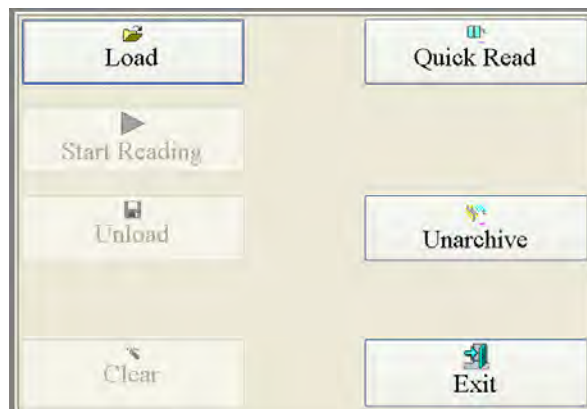 Load
Quick Read
Start Reading
Unload
Unarchive
Clear
Exit